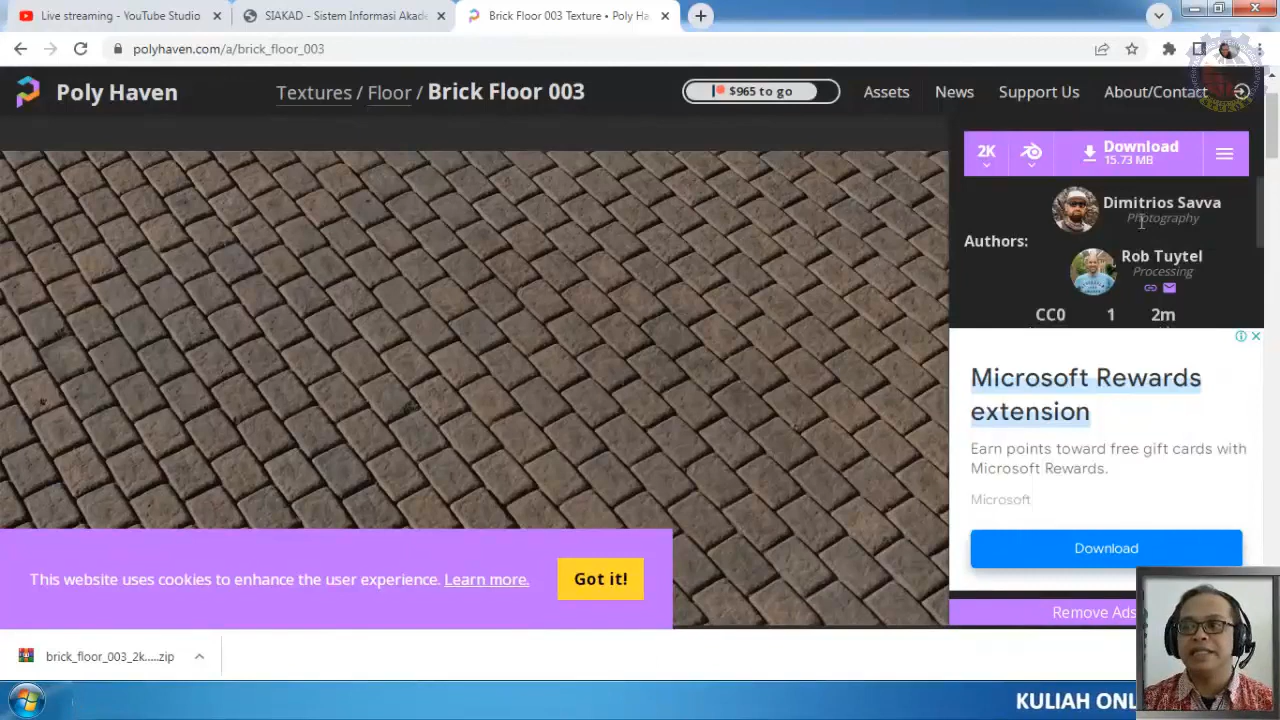 Live streaming - YouTube Studio
SIAKAD - Sistem Informasi Akade
Brick Floor 003 Texture • Poly Ha
polyhaven.com/a/brick_floor_003
Poly Haven
Textures / Floor / Brick Floor 003
$965 to go
Assets
News
Support Us
About/Contact
2K
Download
15.73 MB
Dimitrios Savva
Photography
Authors:
Rob Tuytel
Processing
CC0
1
2m
Microsoft Rewards
extension
Earn points toward free gift cards with
Microsoft Rewards.
Microsoft
Download
Remove Ads
This website uses cookies to enhance the user experience. Learn more.
Got it!
brick_floor_003_2k.....zip
KULIAH ONL